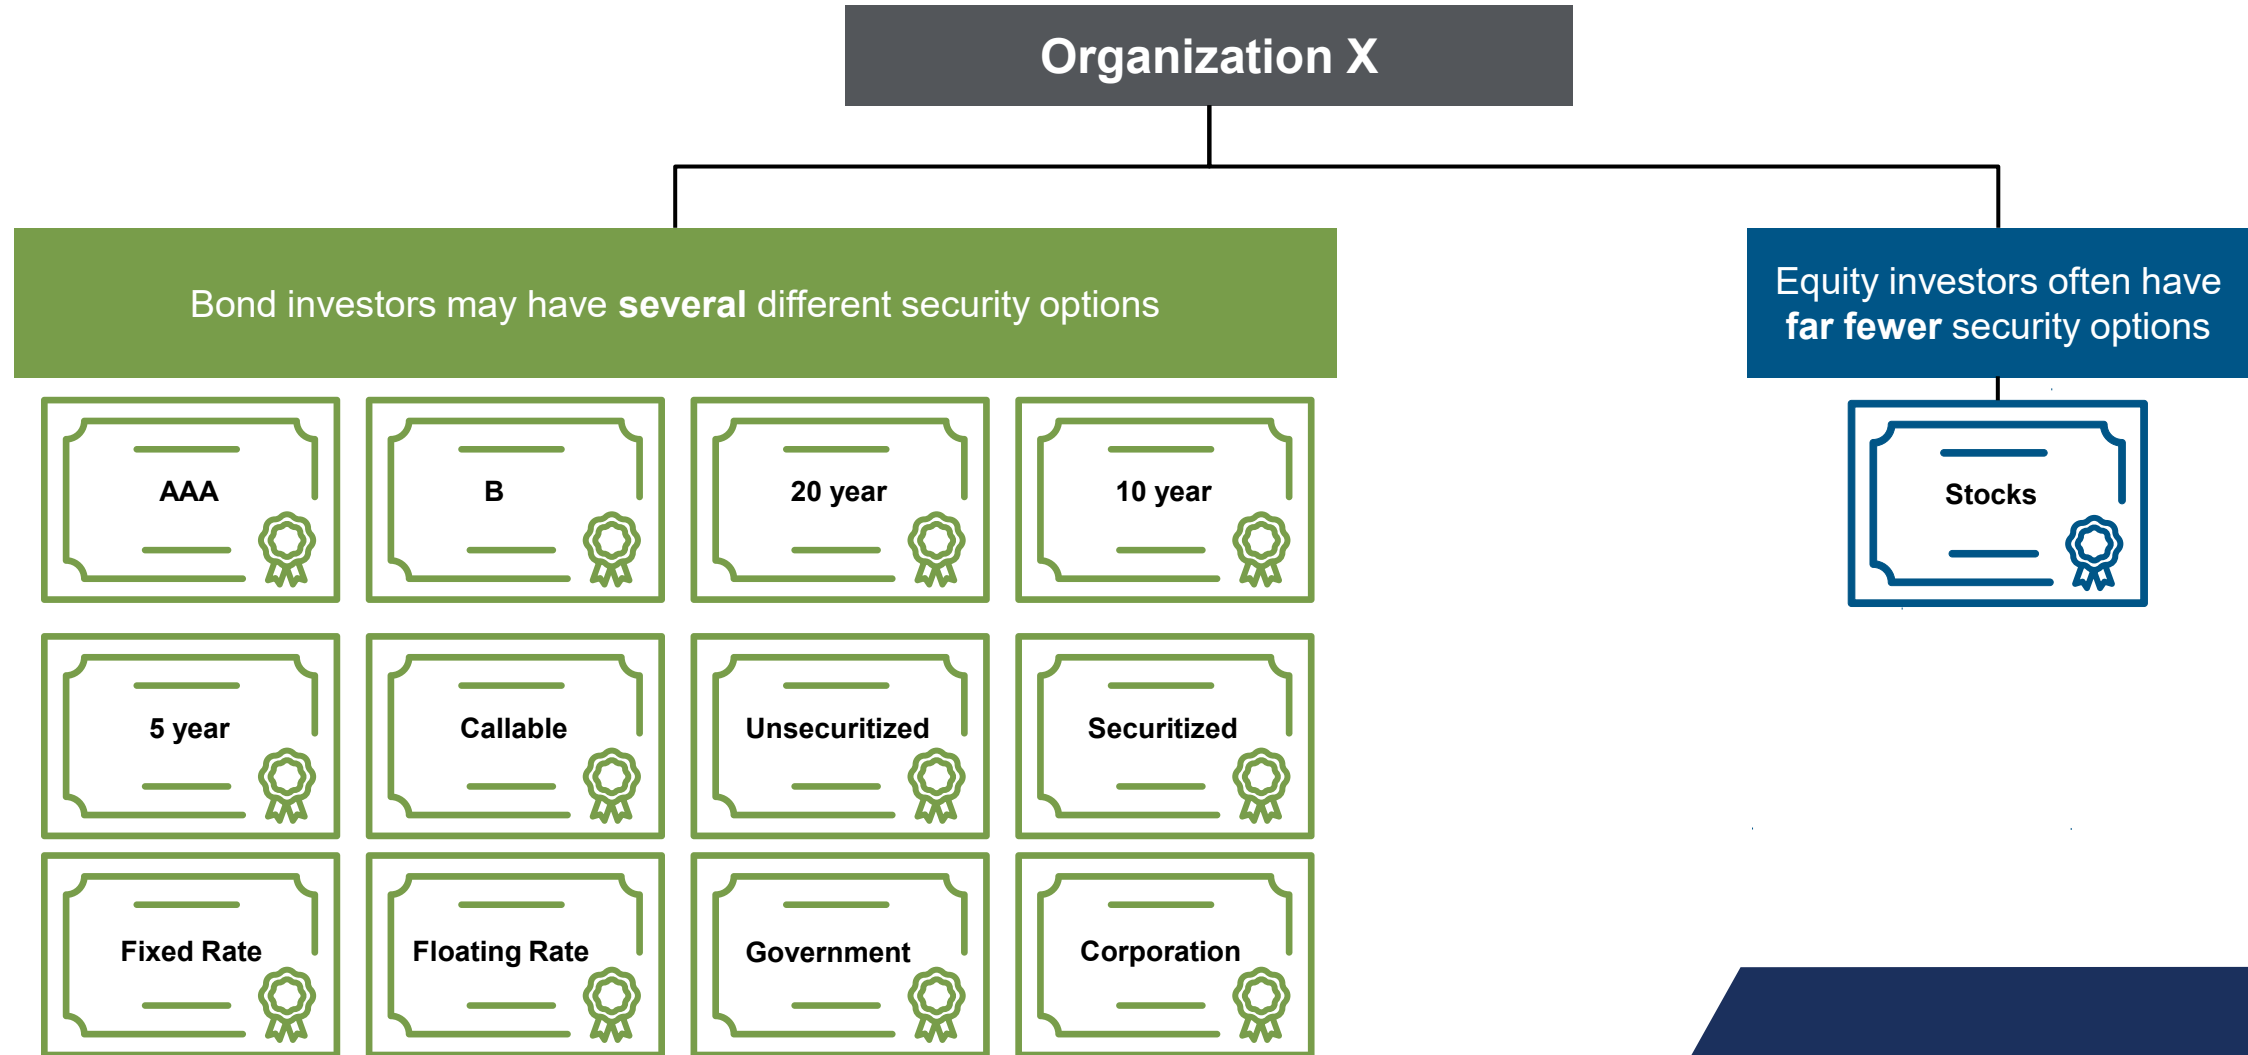 Organization X
Bond investors may have several different security options
Equity investors often have
far fewer security options
AAA
B
20 year
10 year
Stocks
5 year
Callable
Unsecuritized
Securitized
Fixed Rate
Floating Rate
Government
Corporation